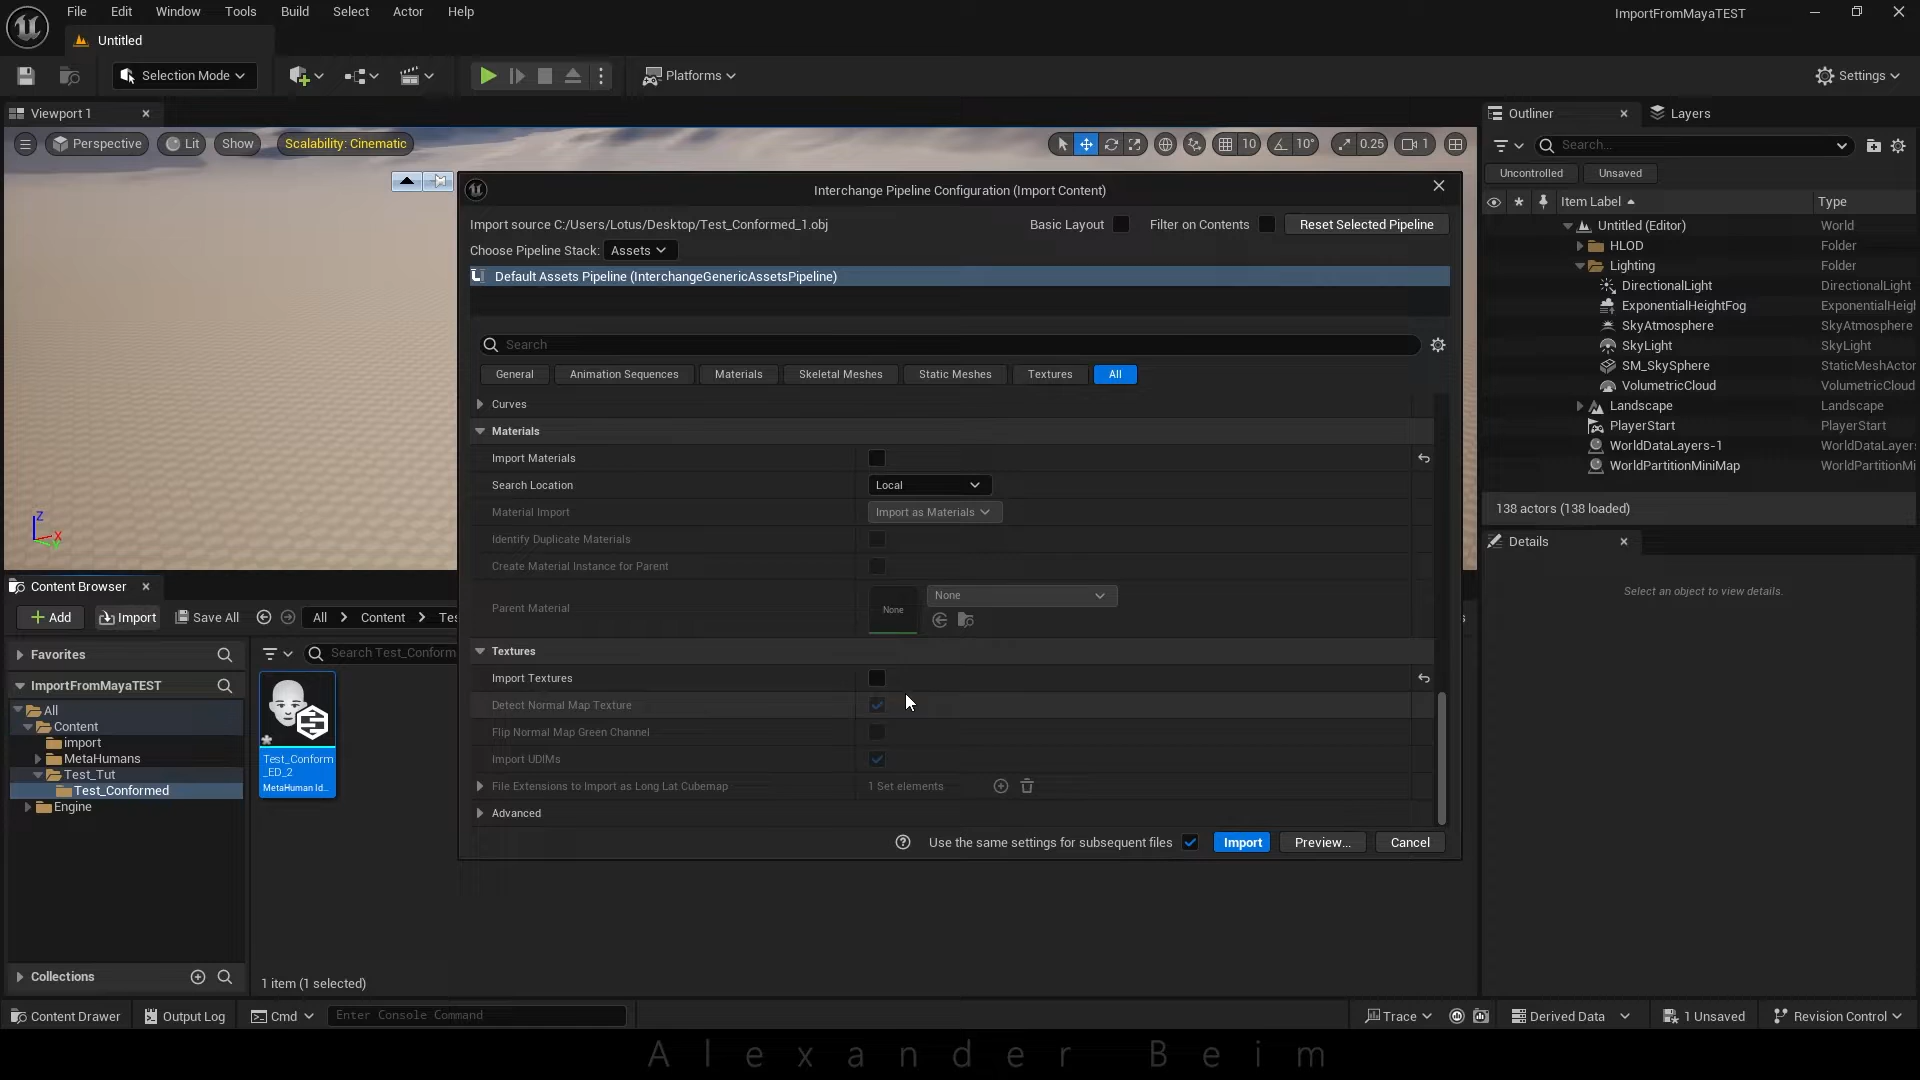 File Edit Window Tools Build Select Actor Help
ImportFromMayaTEST
Untitled
Selection Mode
Platforms
Settings
Viewport 1
Perspective Lit Show Scalability: Cinematic
10 10° 0.25 1
Interchange Pipeline Configuration (Import Content)
Import source C:/Users/Lotus/Desktop/Test_Conformed_1.obj
Basic Layout Filter on Contents Reset Selected Pipeline
Choose Pipeline Stack: Assets
Default Assets Pipeline (InterchangeGenericAssetsPipeline)
Search
General Animation Sequences Materials Skeletal Meshes Static Meshes Textures All
Curves
Materials
Import Materials
Search Location Local
Material Import Import as Materials
Identify Duplicate Materials
Create Material Instance for Parent
Parent Material None None
Textures
Import Textures
Detect Normal Map Texture
Flip Normal Map Green Channel
Import UDIMs
File Extensions to Import as Long Lat Cubemap 1 Set elements
Advanced
Use the same settings for subsequent files Import Preview... Cancel
Outliner Layers
Search...
Uncontrolled Unsaved
Item Label Type
Untitled (Editor) World
HLOD Folder
Lighting Folder
DirectionalLight DirectionalLight
ExponentialHeightFog ExponentialHeigh
SkyAtmosphere SkyAtmosphere
SkyLight SkyLight
SM_SkySphere StaticMeshActor
VolumetricCloud VolumetricCloud
Landscape Landscape
PlayerStart PlayerStart
WorldDataLayers-1 WorldDataLayer
WorldPartitionMiniMap WorldPartitionMi
138 actors (138 loaded)
Details
Select an object to view details.
Z
X
Content Browser
Add Import Save All All Content Tes
Favorites
Search Test_Conform
ImportFromMayaTEST
All
Content
import
MetaHumans
Test_Tut
Test_Conformed
Engine
Test_Conform
_ED_2
MetaHuman Id..
Collections
1 item (1 selected)
Content Drawer Output Log Cmd Enter Console Command
Trace Derived Data 1 Unsaved Revision Control
Alexander Beim